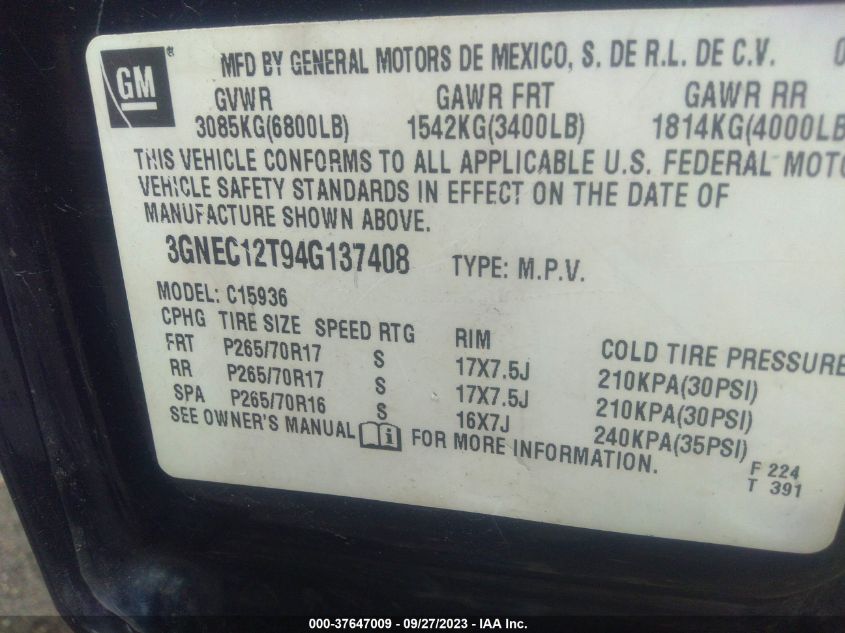 GM® MFD BY GENERAL MOTORS DE MEXICO, S. DE R.L. DE C.V.
GVWR GAWR FRT GAWR RR
3085KG(6800LB) 1542KG(3400LB) 1814KG(4000LB
THIS VEHICLE CONFORMS TO ALL APPLICABLE U.S. FEDERAL MOTO
VEHICLE SAFETY STANDARDS IN EFFECT ON THE DATE OF
MANUFACTURE SHOWN ABOVE.
3GNEC12T94G137408 TYPE: M.P.V.
MODEL: C15936
CPHG TIRE SIZE SPEED RTG RIM COLD TIRE PRESSURE
FRT P265/70R17 S 17X7.5J 210KPA(30PSI)
RR P265/70R17 S 17X7.5J 210KPA(30PSI)
SPA P265/70R16 S 16X7J 240KPA(35PSI)
SEE OWNER'S MANUAL FOR MORE INFORMATION.
F 224
T 391
000-37647009 - 09/27/2023 - IAA Inc.